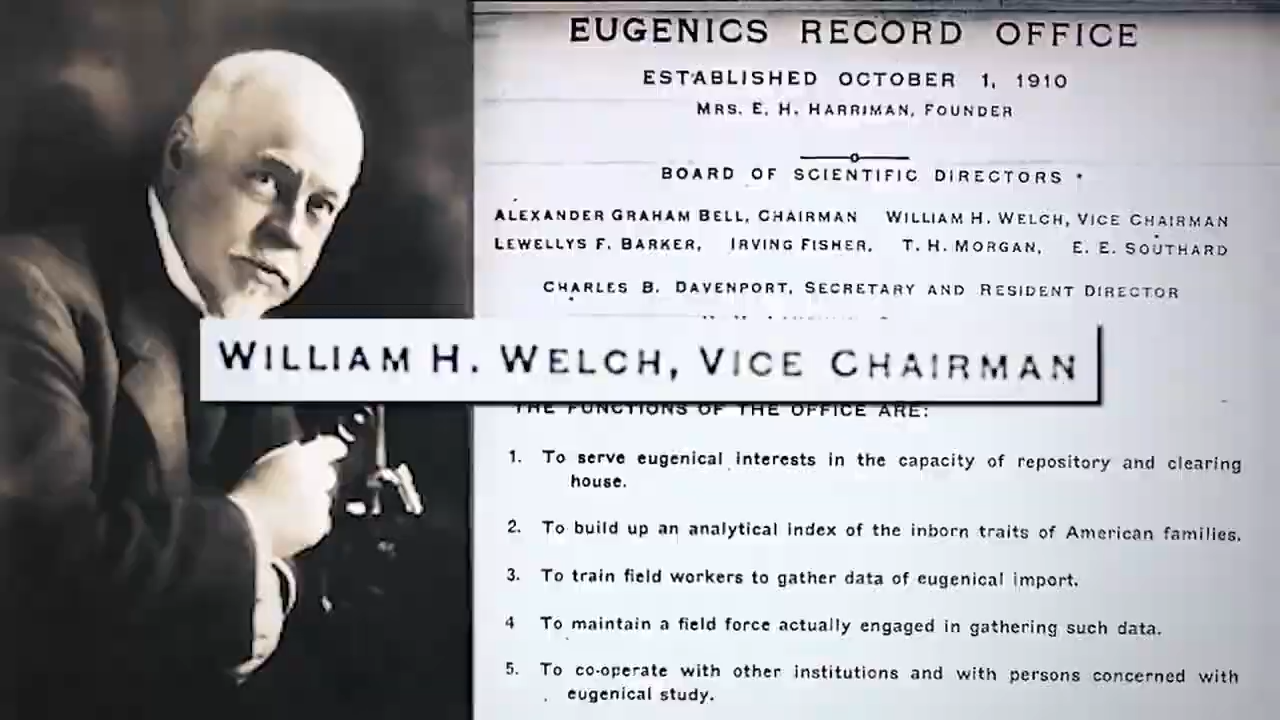 EUGENICS RECORD OFFICE
ESTABLISHED OCTOBER 1, 1910
MRS. E. H. HARRIMAN, FOUNDER
BOARD OF SCIENTIFIC DIRECTORS
ALEXANDER GRAHAM BELL, CHAIRMAN WILLIAM H. WELCH, VICE CHAIRMAN
LEWELLYS F. BARKER, IRVING FISHER, T. H. MORGAN, E. E. SOUTHARD
CHARLES B. DAVENPORT, SECRETARY AND RESIDENT DIRECTOR
WILLIAM H. WELCH, VICE CHAIRMAN
THE FUNCTIONS OF THE OFFICE ARE:
1. To serve eugenical interests in the capacity of repository and clearing
house.
2. To build up an analytical index of the inborn traits of American families.
3. To train field workers to gather data of eugenical import.
4 To maintain a field force actually engaged in gathering such data.
5. To co-operate with other institutions and with persons concerned with
eugenical study.